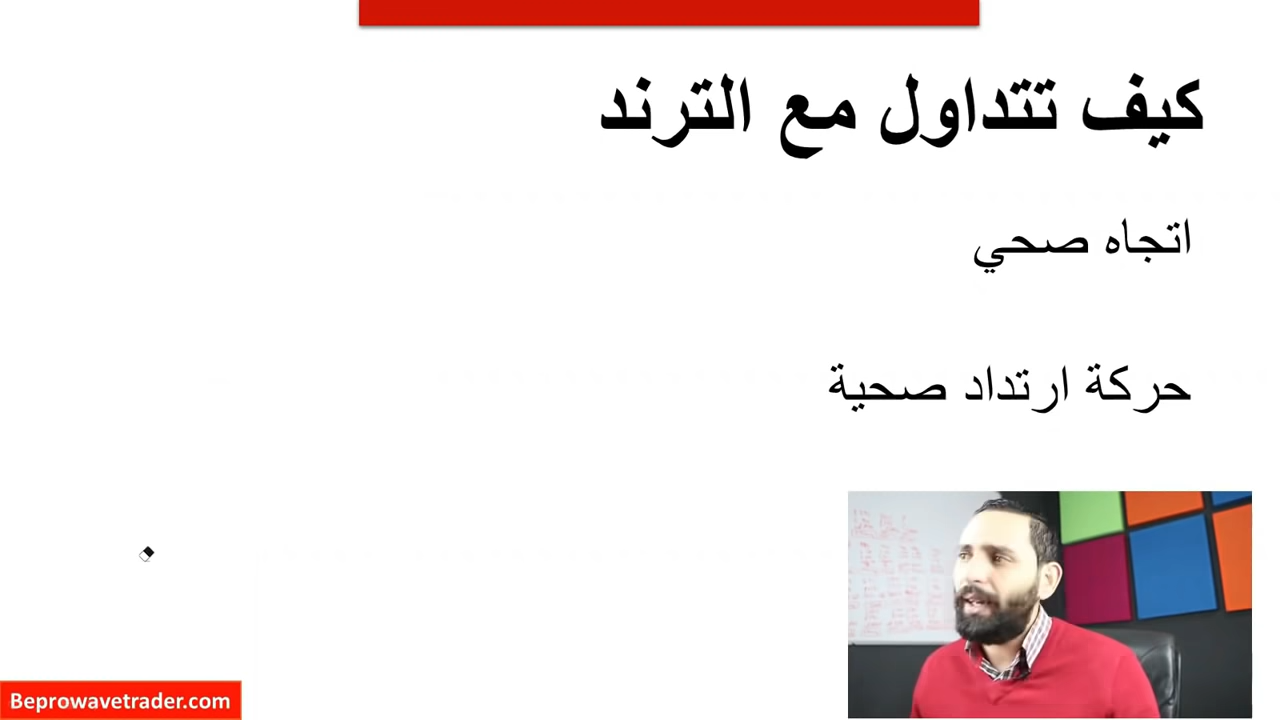 كيف تتداول مع الترند
اتجاه صحي
حركة ارتداد صحية
Beprowavetrader.com